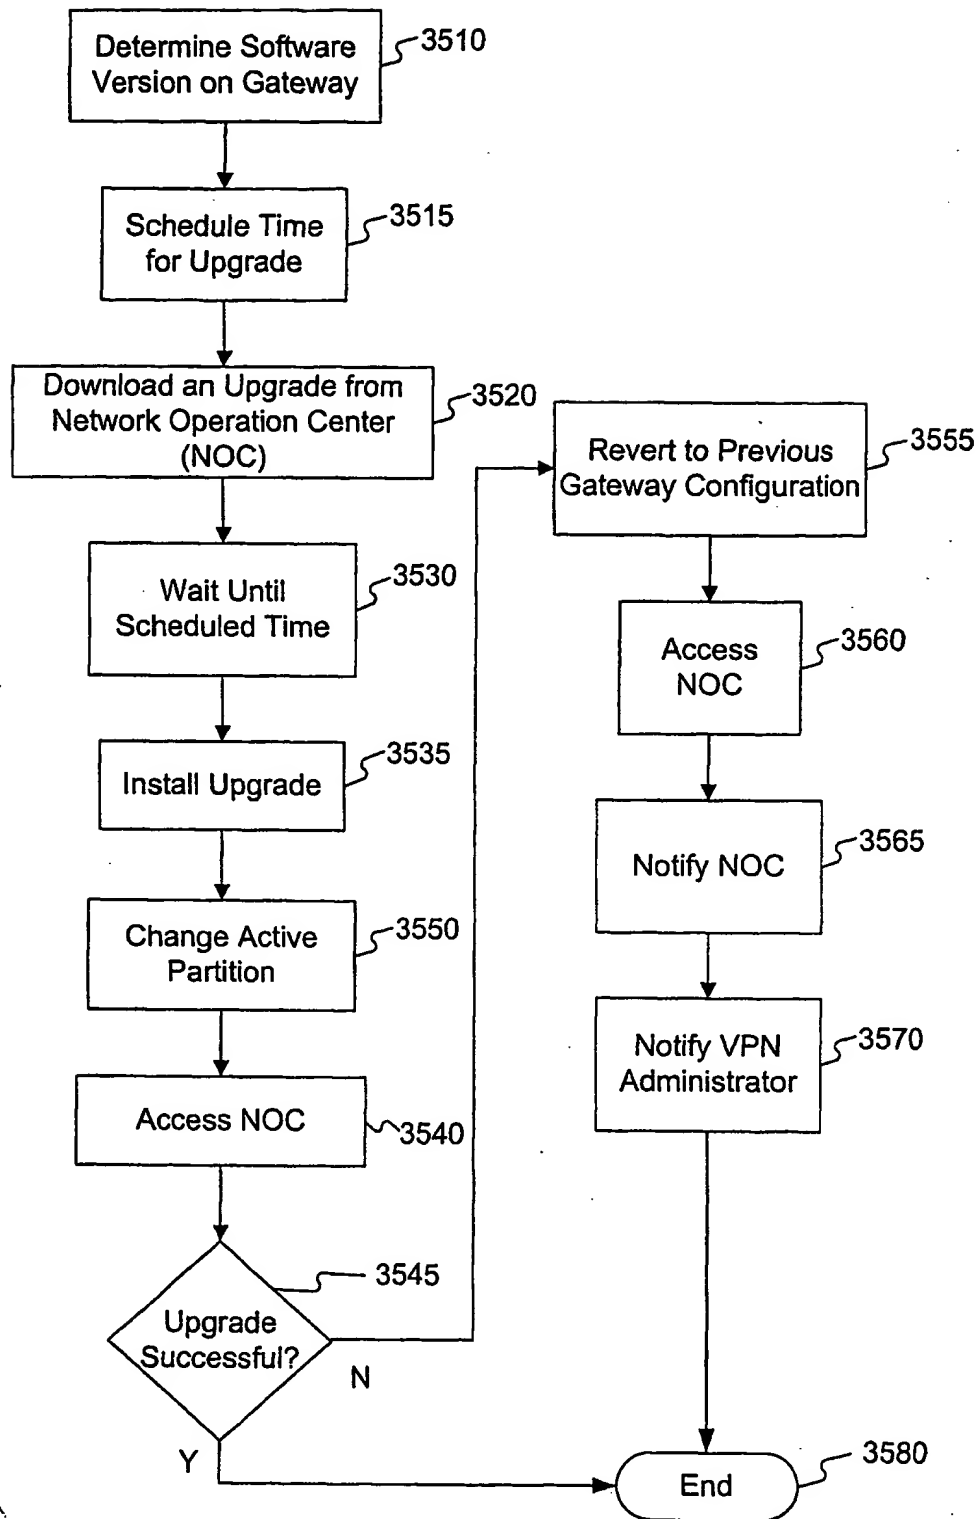 Determine Software
Version on Gateway
3510
Schedule Time
for Upgrade
3515
Download an Upgrade from
Network Operation Center
(NOC)
3520
Wait Until
Scheduled Time
3530
Install Upgrade
3535
Change Active
Partition
3550
Access NOC
3540
Upgrade
Successful?
3545
N
Y
Revert to Previous
Gateway Configuration
3555
Access
NOC
3560
Notify NOC
3565
Notify VPN
Administrator
3570
End
3580